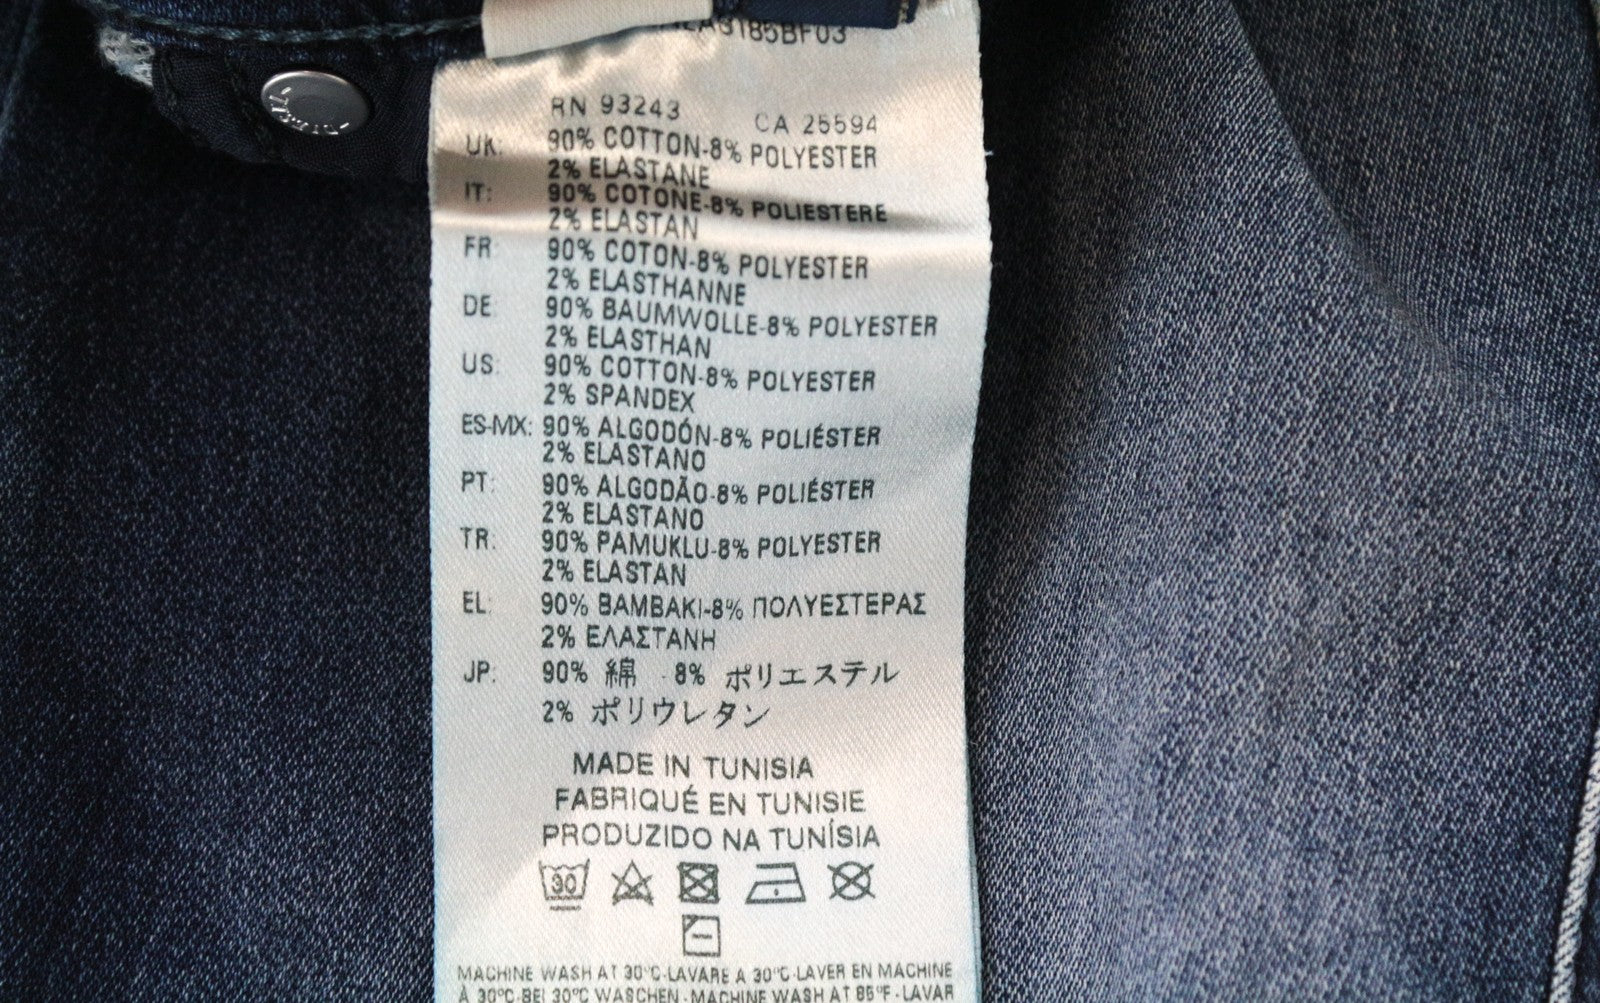 RN 93243 CA 25594
UK: 90% COTTON-8% POLYESTER
2% ELASTANE
IT: 90% COTONE-8% POLIESTERE
2% ELASTAN
FR: 90% COTON-8% POLYESTER
2% ELASTHANNE
DE: 90% BAUMWOLLE-8% POLYESTER
2% ELASTHAN
US: 90% COTTON-8% POLYESTER
2% SPANDEX
ES-MX: 90% ALGODÓN-8% POLIÉSTER
2% ELASTANO
PT: 90% ALGODÃO-8% POLIÉSTER
2% ELASTANO
TR: 90% PAMUKLU-8% POLYESTER
2% ELASTAN
EL: 90% ΒΑΜΒΑΚΙ-8% ΠΟΛΥΕΣΤΕΡΑΣ
2% ΕΛΑΣΤΑΝΗ
JP: 90% 綿 - 8% ポリエステル
2% ポリウレタン
MADE IN TUNISIA
FABRIQUÉ EN TUNISIE
PRODUZIDO NA TUNÍSIA
30
MACHINE WASH AT 30°C-LAVARE A 30°C-LAVER EN MACHINE
À 30°C-BEI 30°C WASCHEN-MACHINE WASH AT 85°F-LAVAR